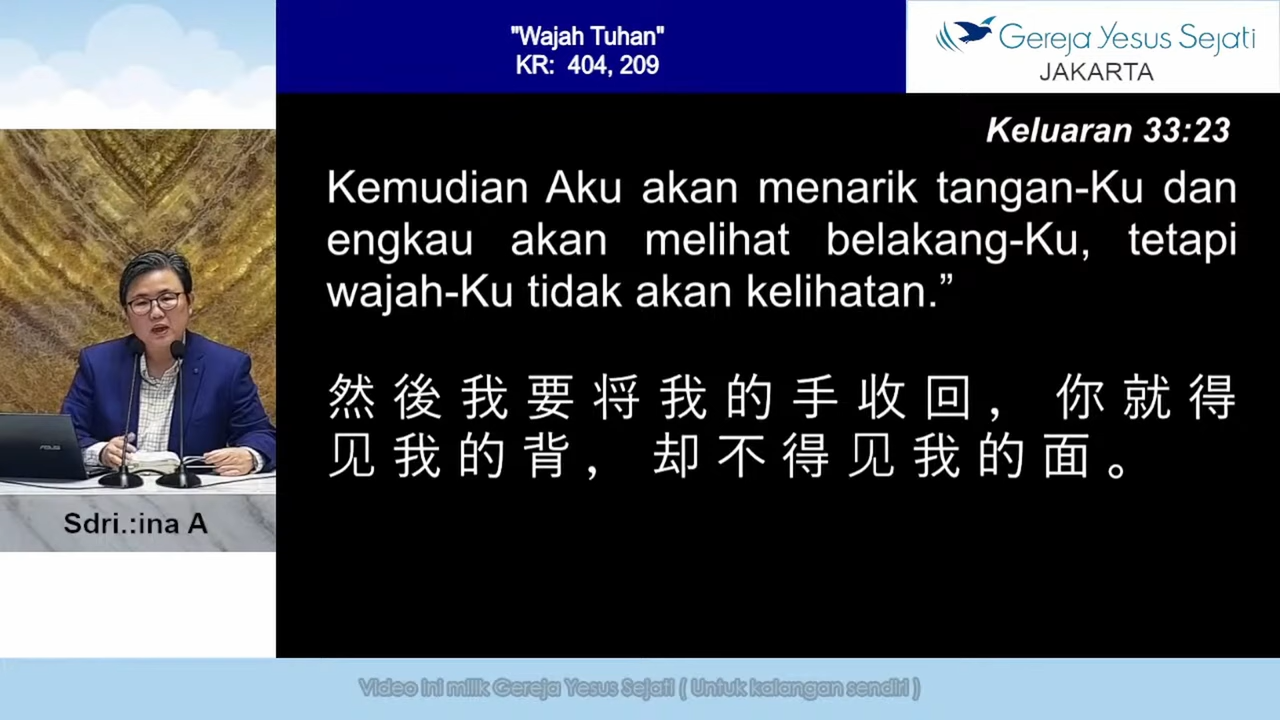 "Wajah Tuhan"
KR: 404, 209
Gereja Yesus Sejati
JAKARTA
Keluaran 33:23
Kemudian Aku akan menarik tangan-Ku dan
engkau akan melihat belakang-Ku, tetapi
wajah-Ku tidak akan kelihatan.”
然後我要将我的手收回，你就得
见我的背，却不得见我的面。
ASUS
Sdri.:ina A
Video ini milik Gereja Yesus Sejati ( Untuk kalangan sendiri )